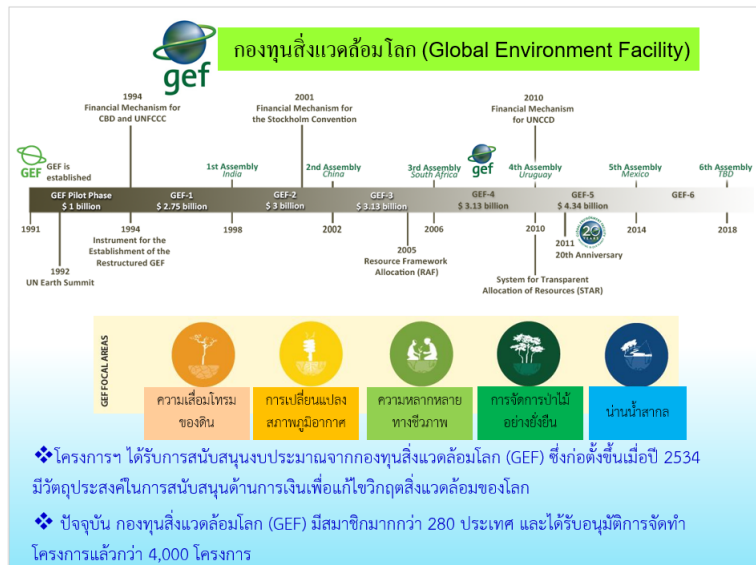 กองทุนสิ่งแวดล้อมโลก (Global Environment Facility)
gef
1994
Financial Mechanism for
CBD and UNFCCC
2001
Financial Mechanism for
the Stockholm Convention
2010
Financial Mechanism
for UNCCD
GEF
GEF is
established
1st Assembly
India
2nd Assembly
China
3rd Assembly
South Africa
gef
4th Assembly
Uruguay
5th Assembly
Mexico
6th Assembly
TBD
GEF Pilot Phase
$ 1 billion
GEF-1
$ 2.75 billion
GEF-2
$ 3 billion
GEF-3
$ 3.13 billion
GEF-4
$ 3.13 billion
GEF-5
$ 4.34 billion
GEF-6
1991
1994
1998
2002
2006
2010
2014
2018
1992
UN Earth Summit
Instrument for the
Establishment of the
Restructured GEF
2005
Resource Framework
Allocation (RAF)
System for Transparent
Allocation of Resources (STAR)
2011
20th Anniversary
20
YEARS
GEF FOCAL AREAS
ความเสื่อมโทรม
ของดิน
การเปลี่ยนแปลง
สภาพภูมิอากาศ
ความหลากหลาย
ทางชีวภาพ
การจัดการป่าไม้
อย่างยั่งยืน
น่านน้ำสากล
❖โครงการฯ ได้รับการสนับสนุนงบประมาณจากกองทุนสิ่งแวดล้อมโลก (GEF) ซึ่งก่อตั้งขึ้นเมื่อปี 2534
มีวัตถุประสงค์ในการสนับสนุนด้านการเงินเพื่อแก้ไขวิกฤตสิ่งแวดล้อมของโลก
❖ ปัจจุบัน กองทุนสิ่งแวดล้อมโลก (GEF) มีสมาชิกมากกว่า 280 ประเทศ และได้รับอนุมัติการจัดทำ
โครงการแล้วกว่า 4,000 โครงการ